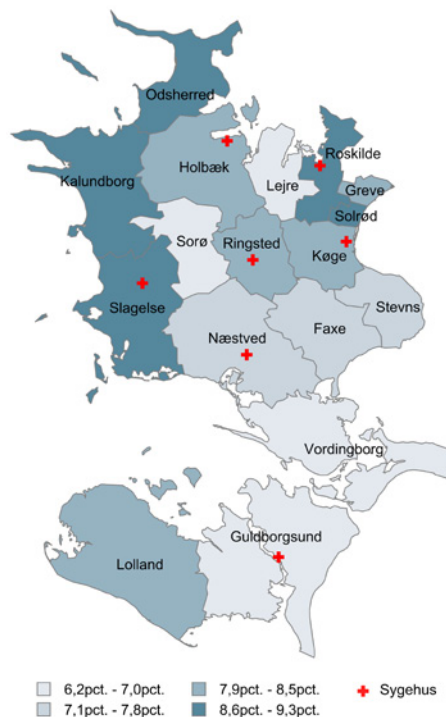 Odsherred
Roskilde
Holbæk
Kalundborg
Lejre
Greve
Solrød
Sorø
Ringsted
Køge
Slagelse
Stevns
Næstved
Faxe
Vordingborg
Guldborgsund
Lolland
6,2pct. - 7,0pct.
7,9pct. - 8,5pct.
Sygehus
7,1pct. - 7,8pct.
8,6pct. - 9,3pct.